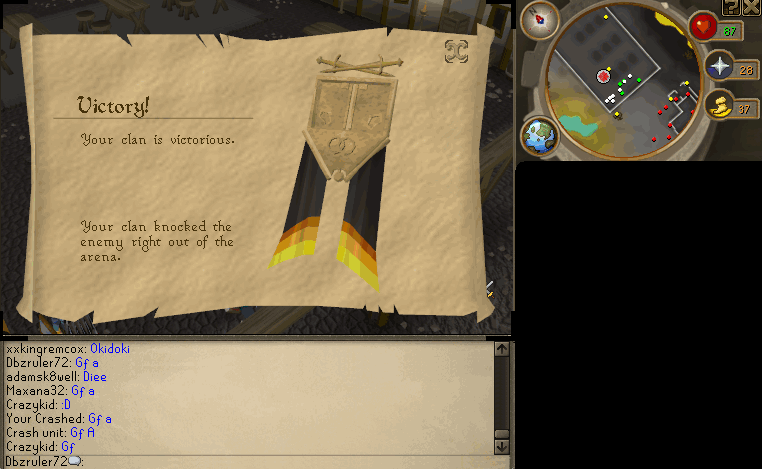 Victory!
Your clan is victorious.
Your clan knocked the
enemy right out of the
arena.
87
23
37
xxkingremcox: Okidoki
Dbzruler72: Gf a
adamsk8well: Diee
Maxana32: Gf a
Crazykid: :D
Your Crashed: Gf a
Crash unit: Gf A
Crazykid: Gf
Dbzruler72: